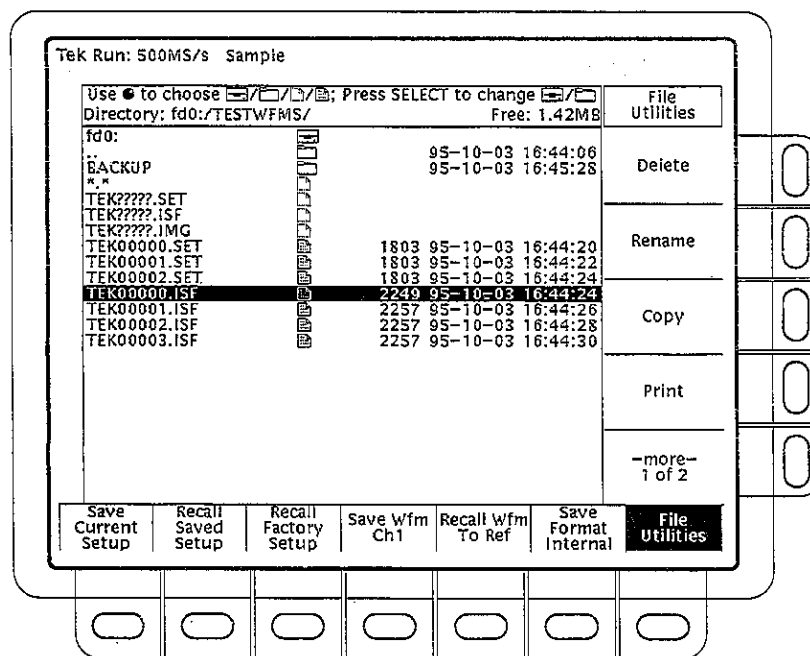 Tek Run: 500MS/s Sample
Use to choose / / / ; Press SELECT to change /
Directory: fd0:/TESTWFMS/ Free: 1.42MB
fd0:
.. 95-10-03 16:44:06
BACKUP 95-10-03 16:45:28
*.*
TEK?????.SET
TEK?????.ISF
TEK?????.IMG
TEK00000.SET 1803 95-10-03 16:44:20
TEK00001.SET 1803 95-10-03 16:44:22
TEK00002.SET 1803 95-10-03 16:44:24
TEK00000.ISF 2249 95-10-03 16:44:24
TEK00001.ISF 2257 95-10-03 16:44:26
TEK00002.ISF 2257 95-10-03 16:44:28
TEK00003.ISF 2257 95-10-03 16:44:30
File
Utilities
Delete
Rename
Copy
Print
-more-
1 of 2
Save
Current
Setup
Recall
Saved
Setup
Recall
Factory
Setup
Save Wfm
Ch1
Recall Wfm
To Ref
Save
Format
Internal
File
Utilities